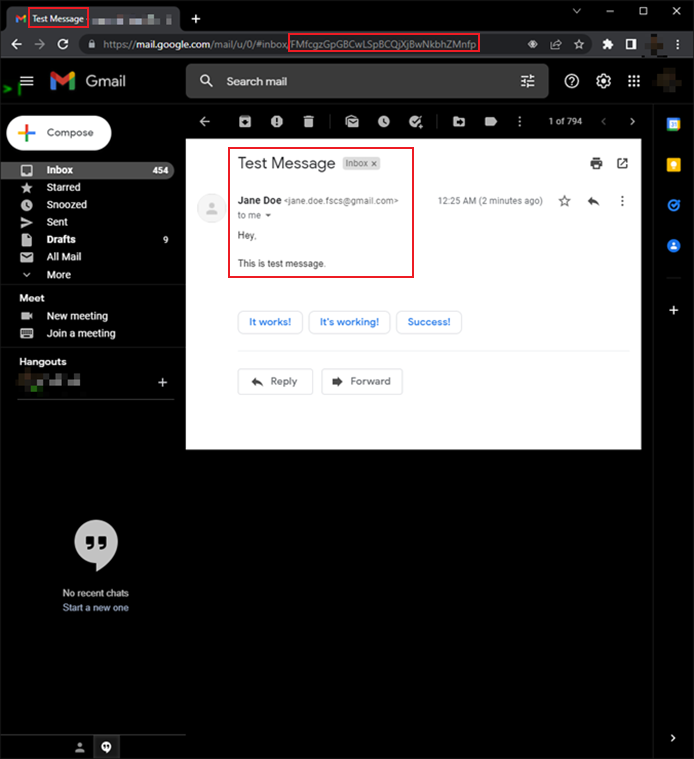 Test Message
https://mail.google.com/mail/u/0/#inbox/FMfcgzGpGBCwLSpBCQjXjBwNkbhZMnfp
Gmail
Search mail
Compose
1 of 794
Inbox 454
Starred
Snoozed
Sent
Drafts 9
All Mail
More
Meet
New meeting
Join a meeting
Hangouts
Test Message Inbox x
Jane Doe <jane.doe.fscs@gmail.com> 12:25 AM (2 minutes ago)
to me
Hey,
This is test message.
It works! It's working! Success!
Reply Forward
No recent chats
Start a new one